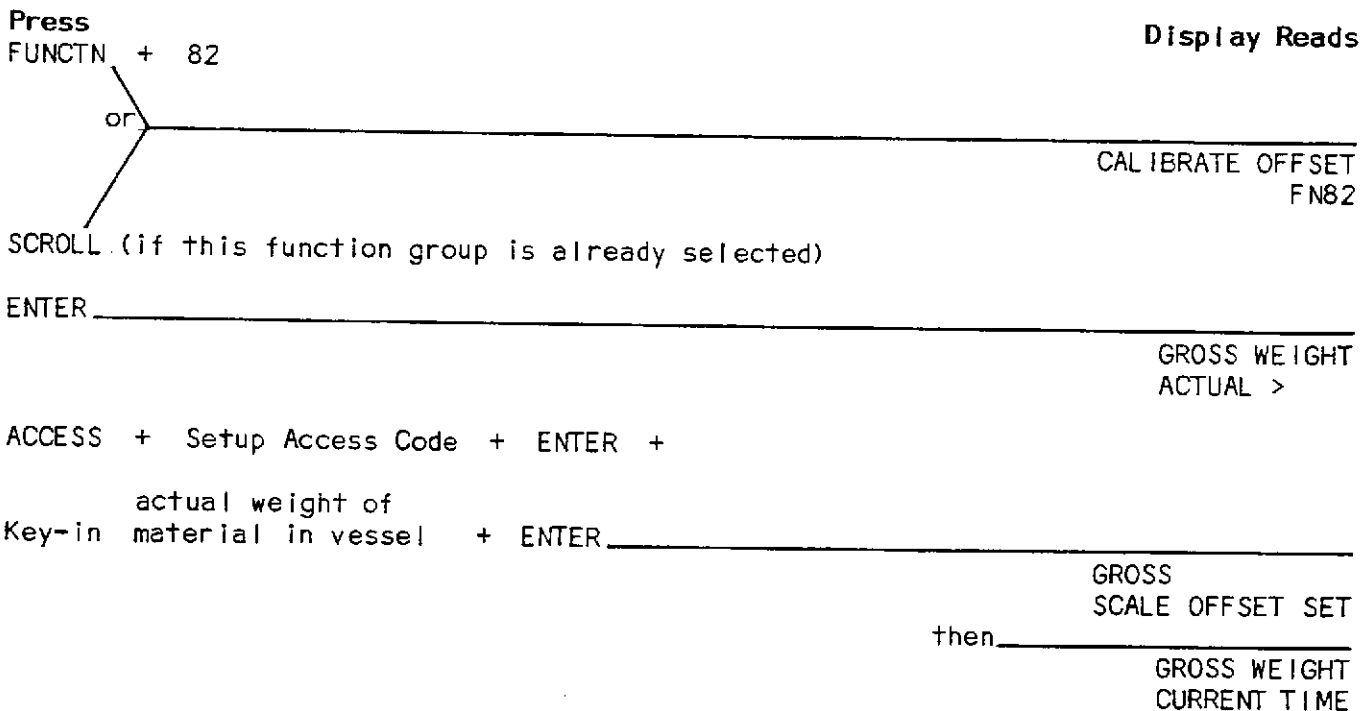 Press
Display Reads
FUNCTN + 82
or
CALIBRATE OFFSET
FN82
SCROLL (if this function group is already selected)
ENTER
GROSS WEIGHT
ACTUAL >
ACCESS + Setup Access Code + ENTER +
actual weight of
Key-in material in vessel + ENTER
GROSS
SCALE OFFSET SET
then
GROSS WEIGHT
CURRENT TIME